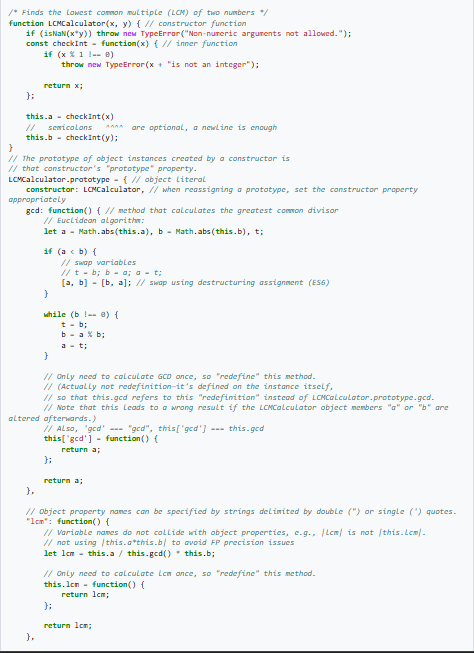 /* Finds the lowest common multiple (LCM) of two numbers */
function LCMCalculator(x, y) { // constructor function
    if (isNaN(x*y)) throw new TypeError("Non-numeric arguments not allowed.");
    const checkInt = function(x) { // inner function
        if (x % 1 !== 0)
            throw new TypeError(x + "is not an integer");

        return x;
    };

    this.a = checkInt(x)
    //   semicolons   ^^^^  are optional, a newline is enough
    this.b = checkInt(y);
}
// The prototype of object instances created by a constructor is
// that constructor's "prototype" property.
LCMCalculator.prototype = { // object literal
    constructor: LCMCalculator, // when reassigning a prototype, set the constructor property
appropriately
    gcd: function() { // method that calculates the greatest common divisor
        // Euclidean algorithm:
        let a = Math.abs(this.a), b = Math.abs(this.b), t;

        if (a < b) {
            // swap variables
            // t = b; b = a; a = t;
            [a, b] = [b, a]; // swap using destructuring assignment (ES6)
        }

        while (b !== 0) {
            t = b;
            b = a % b;
            a = t;
        }

        // Only need to calculate GCD once, so "redefine" this method.
        // (Actually not redefinition—it's defined on the instance itself,
        // so that this.gcd refers to this "redefinition" instead of LCMCalculator.prototype.gcd.
        // Note that this leads to a wrong result if the LCMCalculator object members "a" or "b" are
altered afterwards.)
        // Also, 'gcd' === "gcd", this['gcd'] === this.gcd
        this['gcd'] = function() {
            return a;
        };

        return a;
    },

    // Object property names can be specified by strings delimited by double (") or single (') quotes.
    "lcm": function() {
        // Variable names do not collide with object properties, e.g., |lcm| is not |this.lcm|.
        // not using |this.a*this.b| to avoid FP precision issues
        let lcm = this.a / this.gcd() * this.b;

        // Only need to calculate lcm once, so "redefine" this method.
        this.lcm = function() {
            return lcm;
        };

        return lcm;
    },